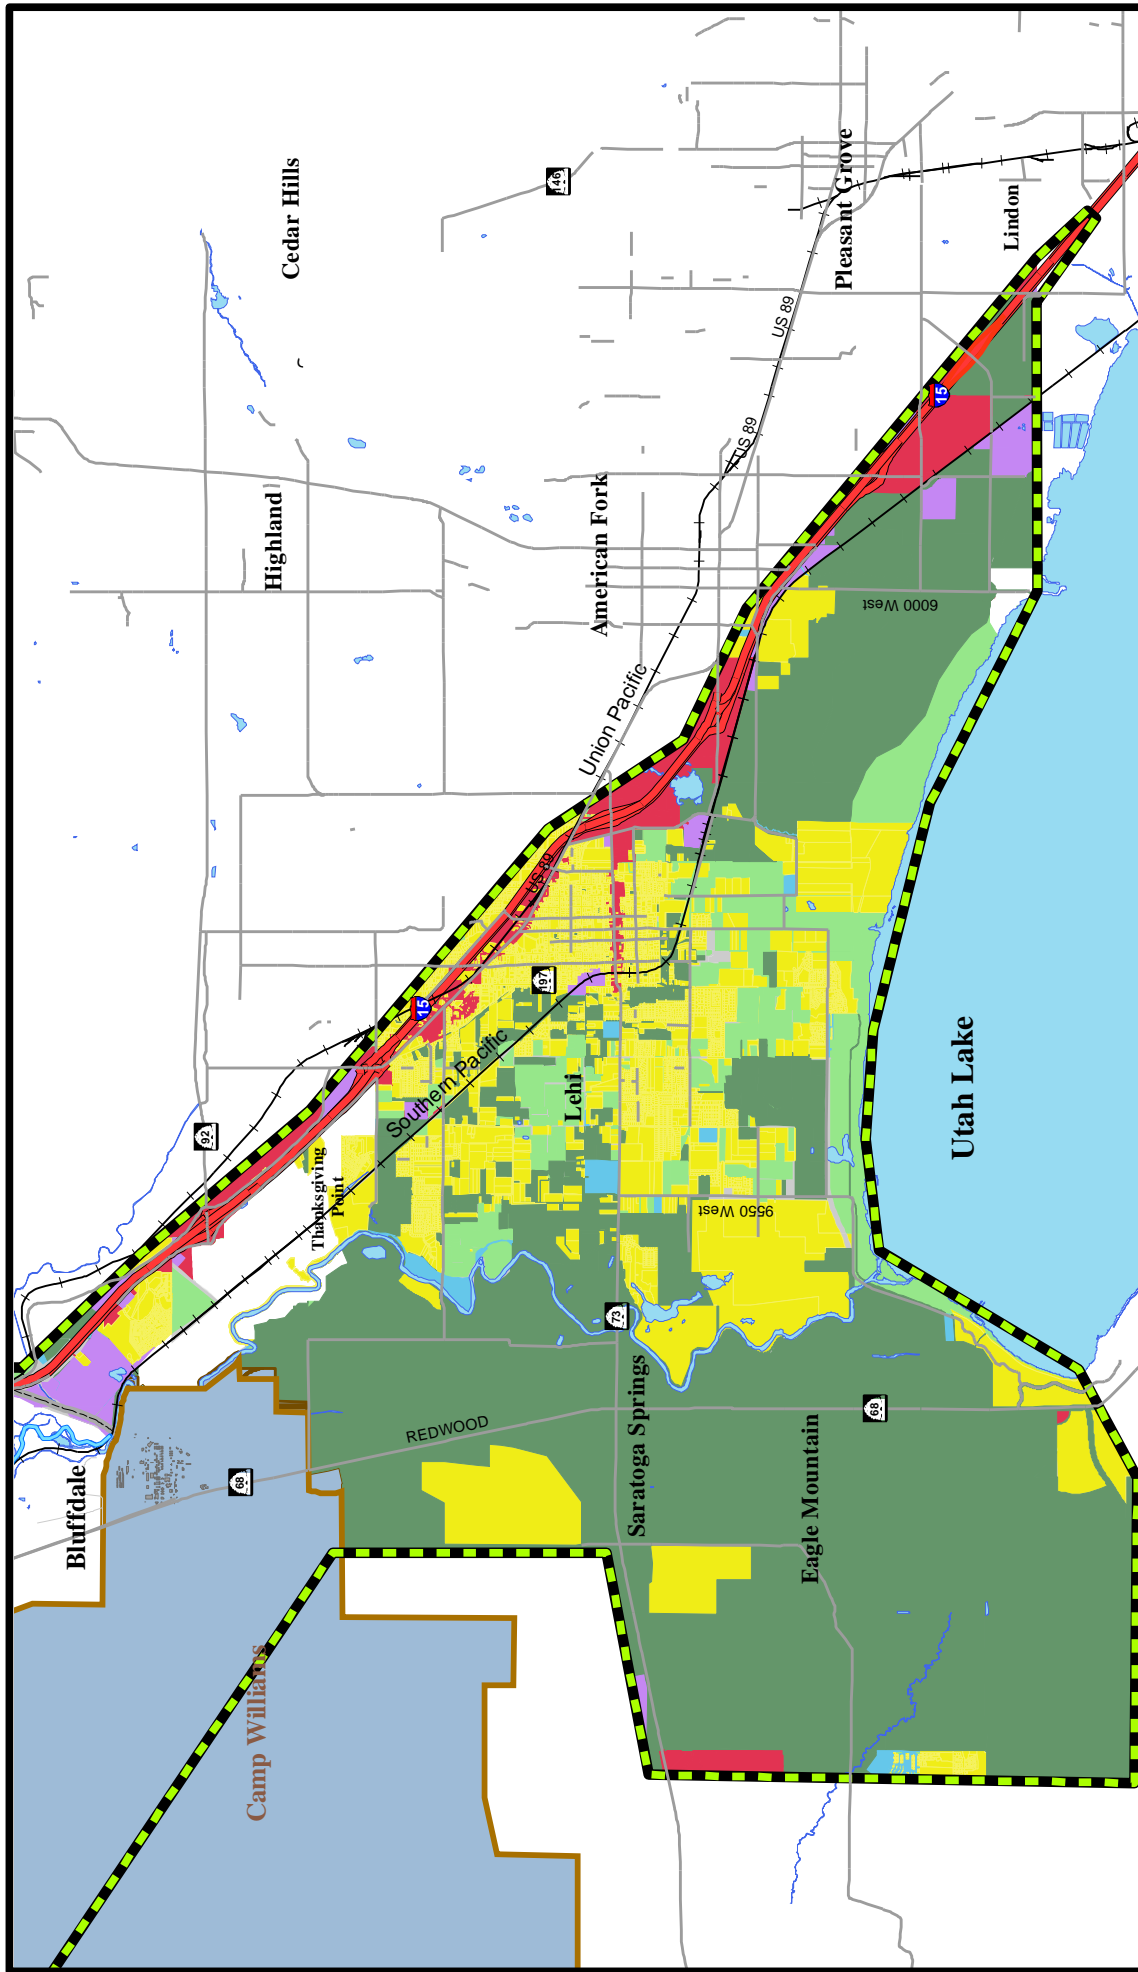 Bluffdale
92
68
Camp Williams
Highland
Cedar Hills
Thanksgiving
Point
15
REDWOOD
Southern Pacific
197
US 89
146
Lehi
American Fork
Union Pacific
73
Saratoga Springs
9550 West
US 89
US 89
Eagle Mountain
Pleasant Grove
68
6000 West
15
Utah Lake
Lindon